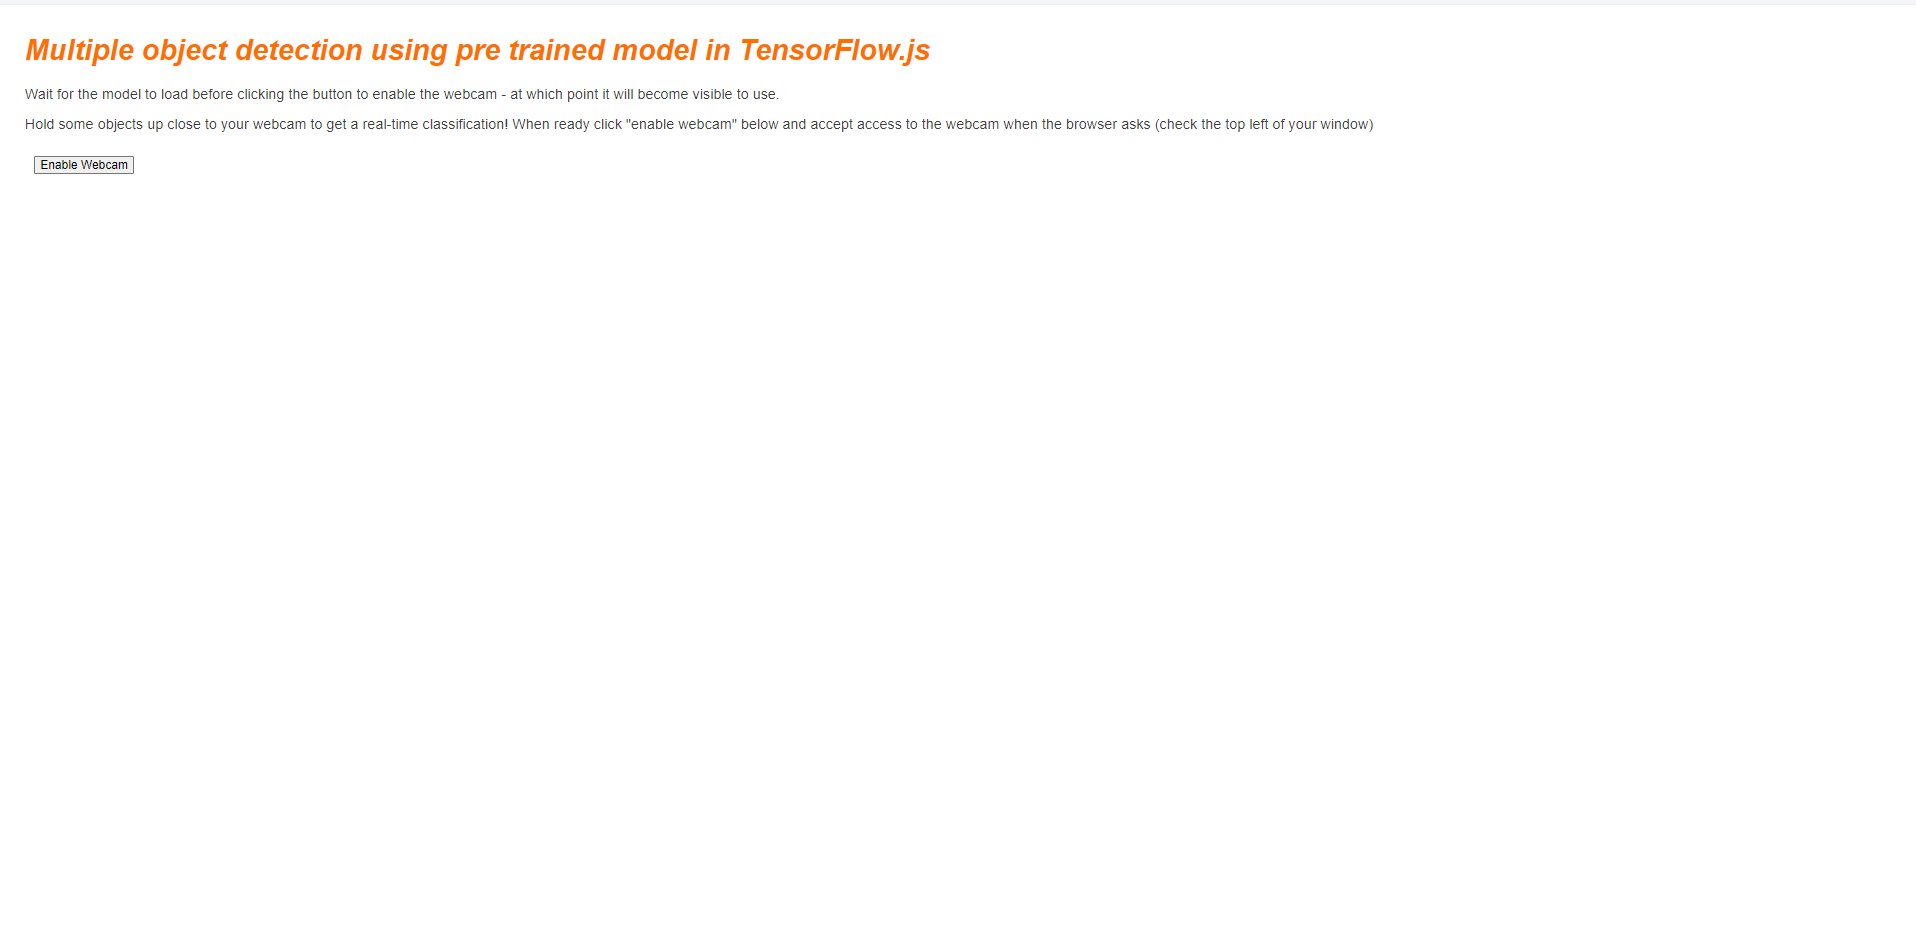 Multiple object detection using pre trained model in TensorFlow.js
Wait for the model to load before clicking the button to enable the webcam - at which point it will become visible to use.
Hold some objects up close to your webcam to get a real-time classification! When ready click "enable webcam" below and accept access to the webcam when the browser asks (check the top left of your window)
Enable Webcam